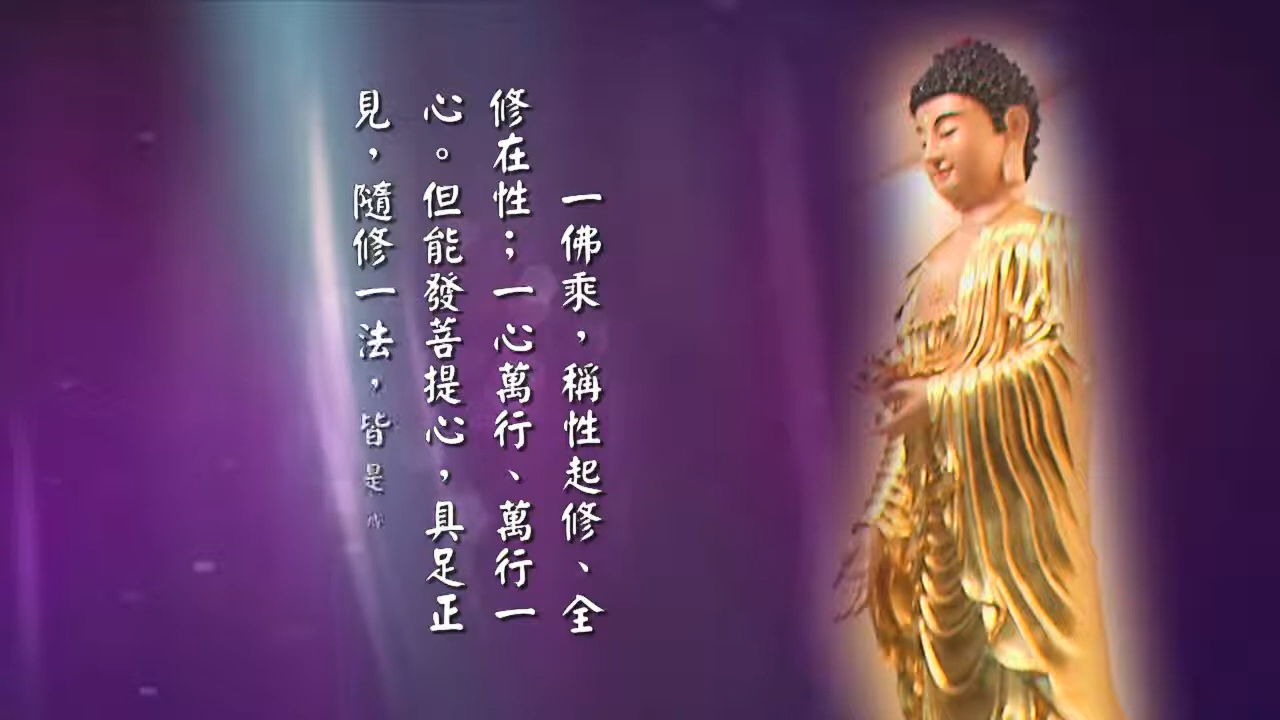 一佛乘，稱性起修、全
修在性；一心萬行、萬行一
心。但能發菩提心，具足正
見，隨修一法，皆是